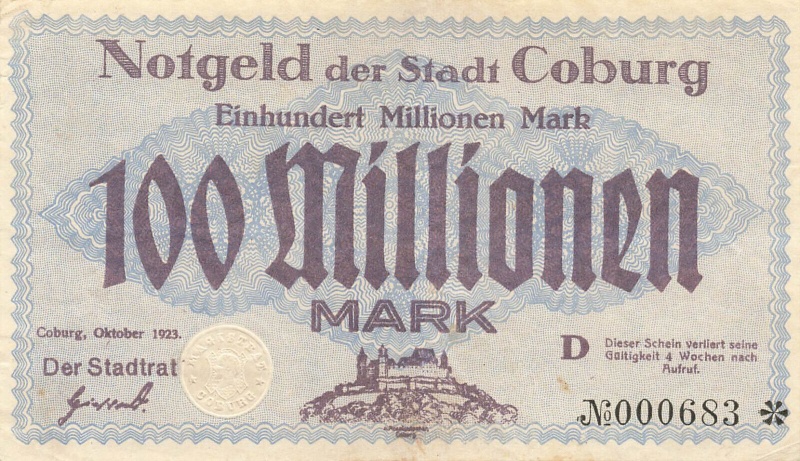 Notgeld der Stadt Coburg
Einhundert Millionen Mark
100 Millionen
MARK
Coburg, Oktober 1923.
Der Stadtrat
D
Dieser Schein verliert seine
Gültigkeit 4 Wochen nach
Aufruf.
№000683 *